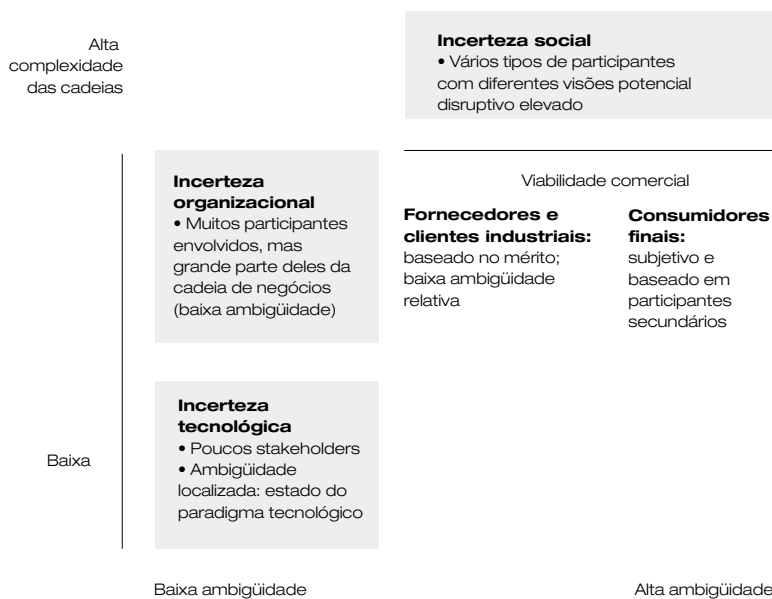 Alta
complexidade
das cadeias
Incerteza social
• Vários tipos de participantes
com diferentes visões potencial
disruptivo elevado
Incerteza
organizacional
• Muitos participantes
envolvidos, mas
grande parte deles da
cadeia de negócios
(baixa ambigüidade)
Viabilidade comercial
Fornecedores e
clientes industriais:
baseado no mérito;
baixa ambigüidade
relativa
Consumidores
finais:
subjetivo e
baseado em
participantes
secundários
Baixa
Incerteza
tecnológica
• Poucos stakeholders
• Ambigüidade
localizada: estado do
paradigma tecnológico
Baixa ambigüidade
Alta ambigüidade